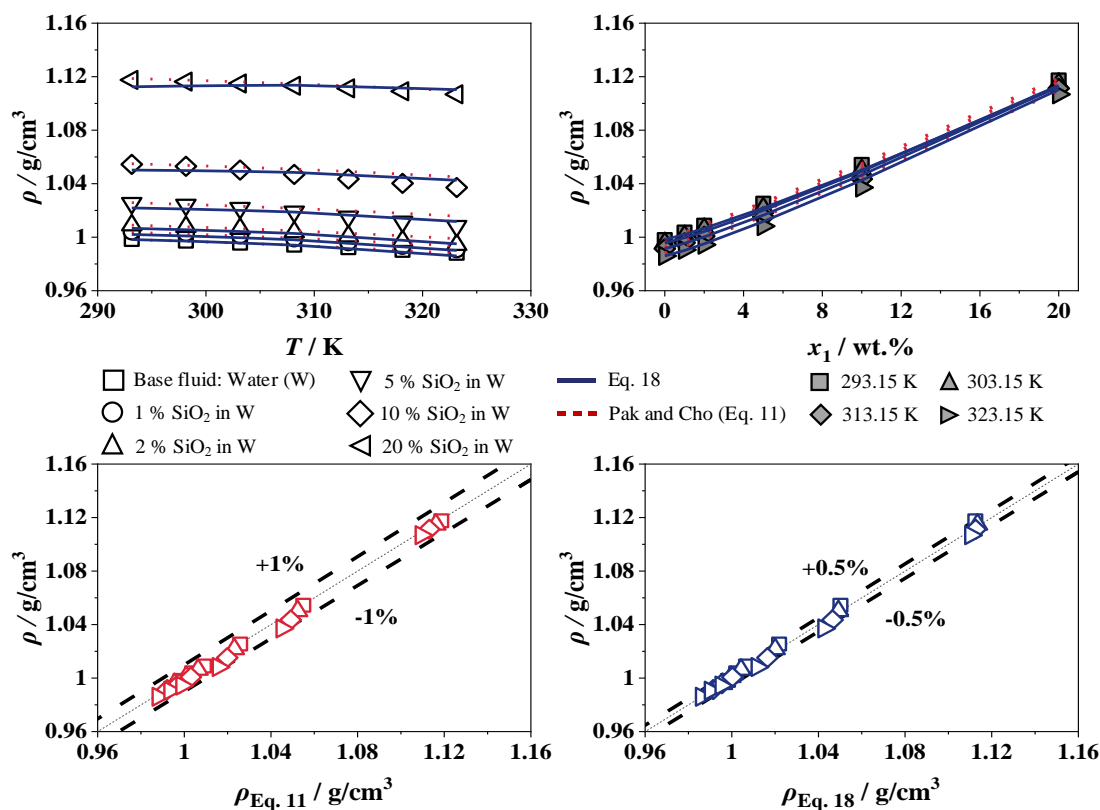 1.16
1.12
1.08
1.04
1
0.96
ρ / g/cm³
290 300 310 320 330
T / K
1.16
1.12
1.08
1.04
1
0.96
ρ / g/cm³
0 4 8 12 16 20
x₁ / wt.%
Base fluid: Water (W)
1 % SiO₂ in W
2 % SiO₂ in W
5 % SiO₂ in W
10 % SiO₂ in W
20 % SiO₂ in W
Eq. 18
Pak and Cho (Eq. 11)
293.15 K
303.15 K
313.15 K
323.15 K
1.16
1.12
1.08
1.04
1
0.96
ρ / g/cm³
+1%
-1%
0.96 1 1.04 1.08 1.12 1.16
ρEq. 11 / g/cm³
1.16
1.12
1.08
1.04
1
0.96
ρ / g/cm³
+0.5%
-0.5%
0.96 1 1.04 1.08 1.12 1.16
ρEq. 18 / g/cm³